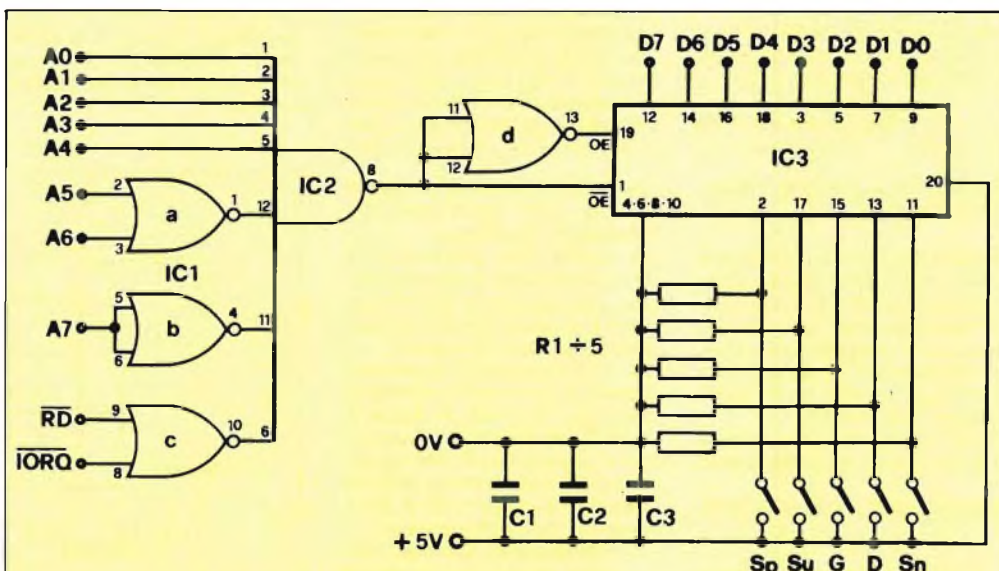 D7 D6 D5 D4 D3 D2 D1 D0
A0 1
A1 2
A2 3
A3 4
A4 5
IC2 8
A5 2
a 1 12
A6 3
IC1
A7 5
b 4 11
6
RD 9
c 10 6
IORQ 8
11
d 13
12
19 OE
12 14 16 18 3 5 7 9
IC3
20
1 OE
4·6·8·10 2 17 15 13 11
R1÷5
0V
C1 C2 C3
+5V
Sp Su G D Sn